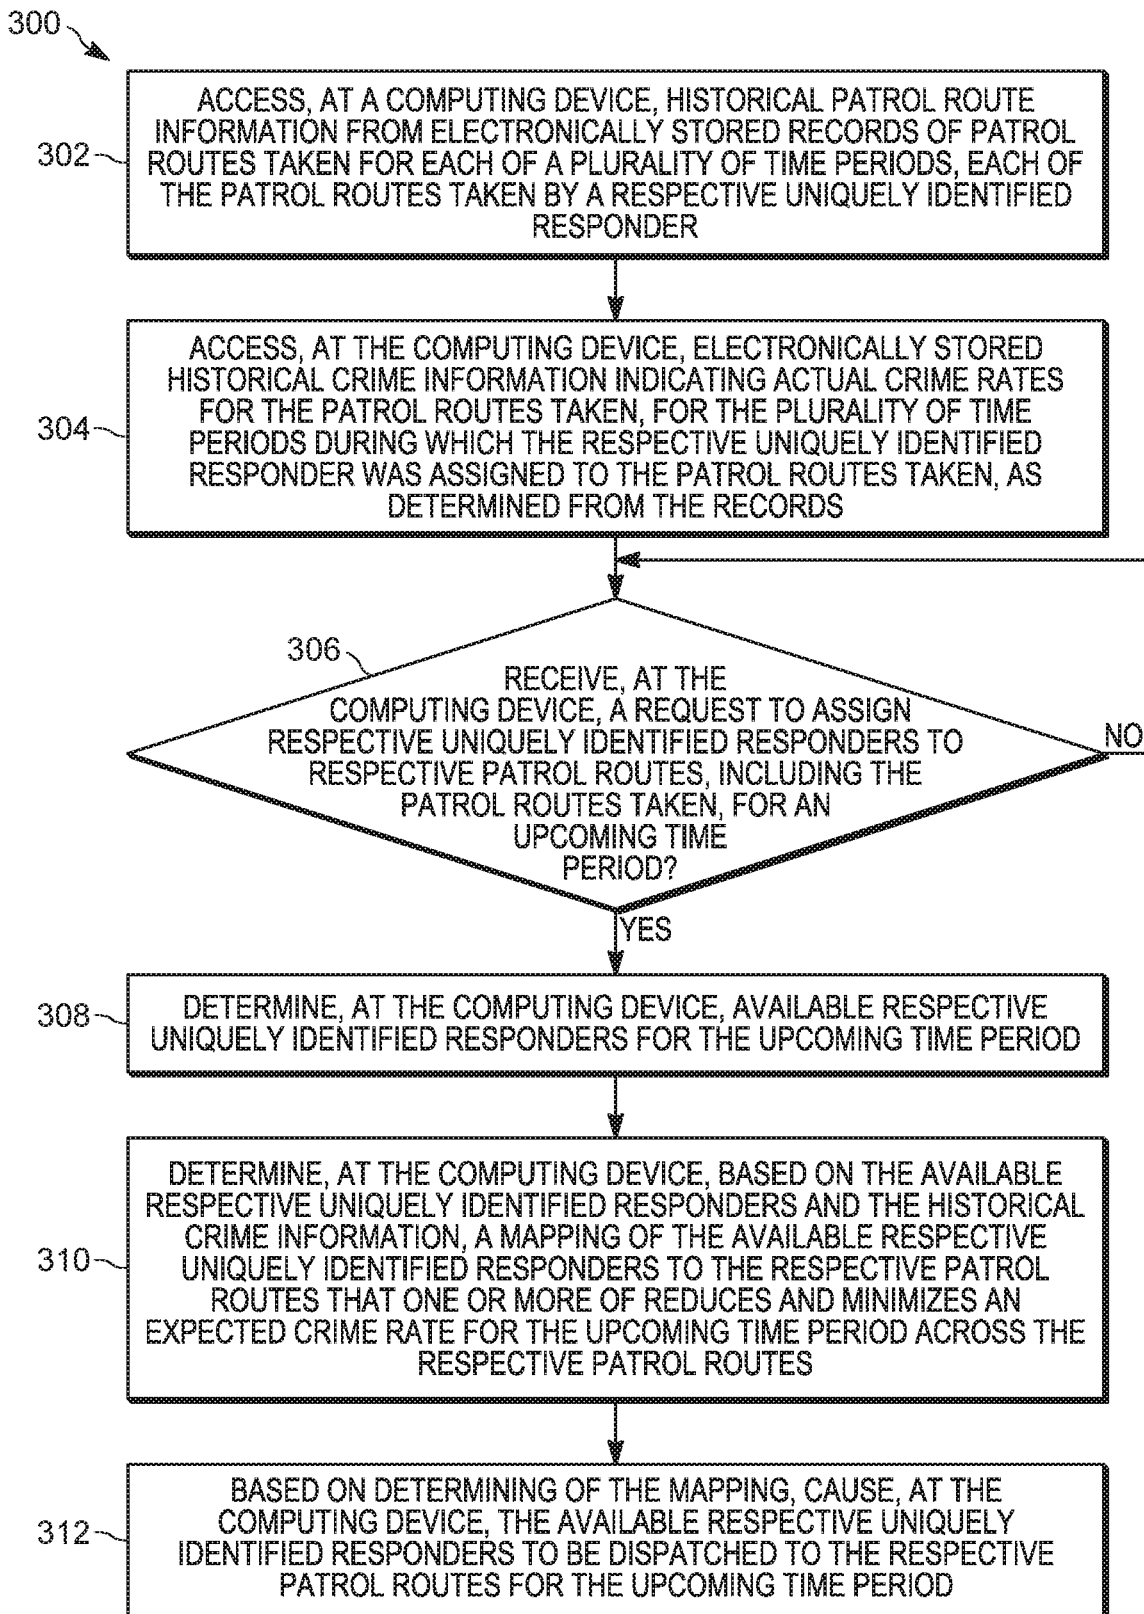 300
ACCESS, AT A COMPUTING DEVICE, HISTORICAL PATROL ROUTE
INFORMATION FROM ELECTRONICALLY STORED RECORDS OF PATROL
302
ROUTES TAKEN FOR EACH OF A PLURALITY OF TIME PERIODS, EACH OF
THE PATROL ROUTES TAKEN BY A RESPECTIVE UNIQUELY IDENTIFIED
RESPONDER
ACCESS, AT THE COMPUTING DEVICE, ELECTRONICALLY STORED
HISTORICAL CRIME INFORMATION INDICATING ACTUAL CRIME RATES
FOR THE PATROL ROUTES TAKEN, FOR THE PLURALITY OF TIME
304
PERIODS DURING WHICH THE RESPECTIVE UNIQUELY IDENTIFIED
RESPONDER WAS ASSIGNED TO THE PATROL ROUTES TAKEN, AS
DETERMINED FROM THE RECORDS
306
RECEIVE, AT THE
COMPUTING DEVICE, A REQUEST TO ASSIGN
RESPECTIVE UNIQUELY IDENTIFIED RESPONDERS TO
NO
RESPECTIVE PATROL ROUTES, INCLUDING THE
PATROL ROUTES TAKEN, FOR AN
UPCOMING TIME
PERIOD?
YES
308
DETERMINE, AT THE COMPUTING DEVICE, AVAILABLE RESPECTIVE
UNIQUELY IDENTIFIED RESPONDERS FOR THE UPCOMING TIME PERIOD
DETERMINE, AT THE COMPUTING DEVICE, BASED ON THE AVAILABLE
RESPECTIVE UNIQUELY IDENTIFIED RESPONDERS AND THE HISTORICAL
CRIME INFORMATION, A MAPPING OF THE AVAILABLE RESPECTIVE
310
UNIQUELY IDENTIFIED RESPONDERS TO THE RESPECTIVE PATROL
ROUTES THAT ONE OR MORE OF REDUCES AND MINIMIZES AN
EXPECTED CRIME RATE FOR THE UPCOMING TIME PERIOD ACROSS THE
RESPECTIVE PATROL ROUTES
BASED ON DETERMINING OF THE MAPPING, CAUSE, AT THE
COMPUTING DEVICE, THE AVAILABLE RESPECTIVE UNIQUELY
312
IDENTIFIED RESPONDERS TO BE DISPATCHED TO THE RESPECTIVE
PATROL ROUTES FOR THE UPCOMING TIME PERIOD